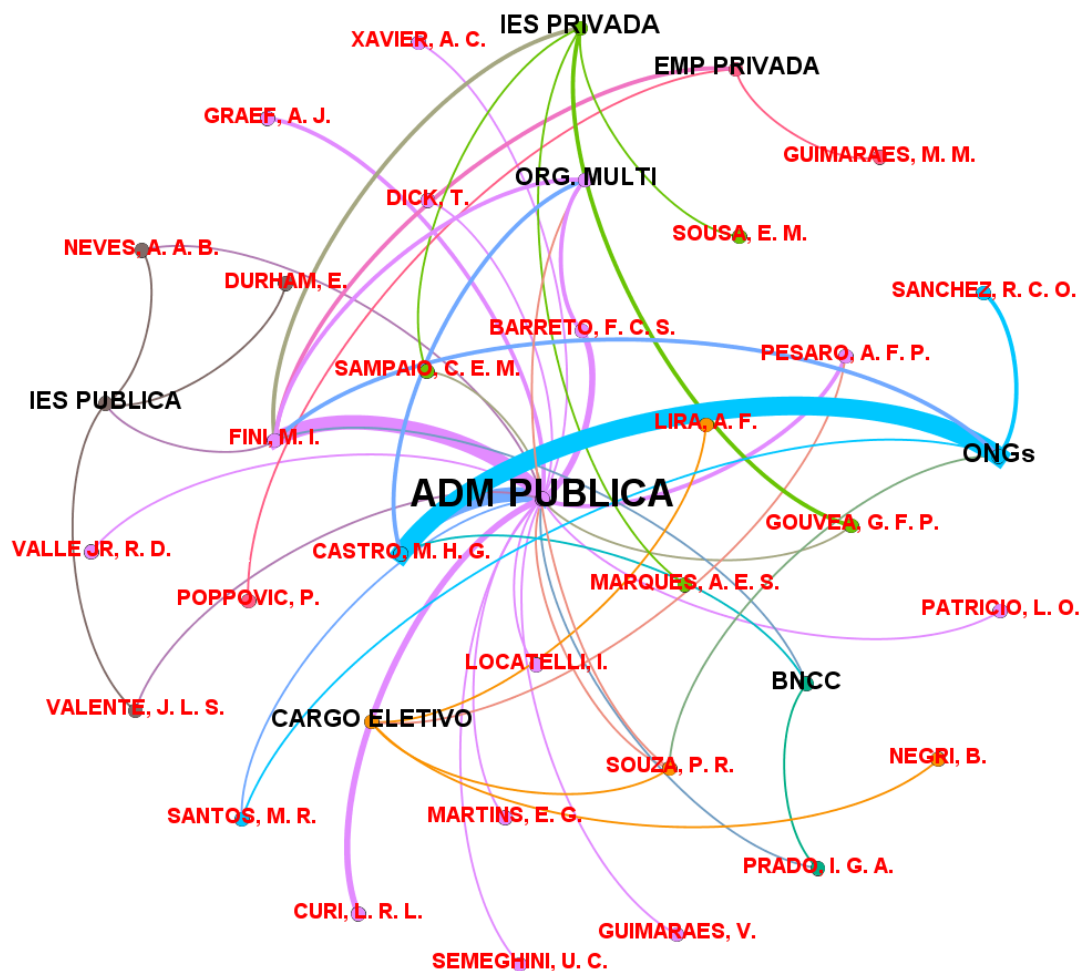 IES PRIVADA
XAVIER, A. C.
EMP PRIVADA
GRAEF, A. J.
GUIMARAES, M. M.
ORG. MULTI
DICK, T.
SOUSA, E. M.
NEVES, A. A. B.
DURHAM, E.
SANCHEZ, R. C. O.
BARRETO, F. C. S.
PESARO, A. F. P.
SAMPAIO, C. E. M.
IES PUBLICA
LIRA, A. F.
FINI, M. I.
ONGs
ADM PUBLICA
GOUVEA, G. F. P.
VALLE JR, R. D.
CASTRO, M. H. G.
MARQUES, A. E. S.
POPPOVIC, P.
PATRICIO, L. O.
LOCATELLI, I.
BNCC
VALENTE, J. L. S.
CARGO ELETIVO
NEGRI, B.
SOUZA, P. R.
SANTOS, M. R.
MARTINS, E. G.
PRADO, I. G. A.
CURI, L. R. L.
GUIMARAES, V.
SEMEGHINI, U. C.